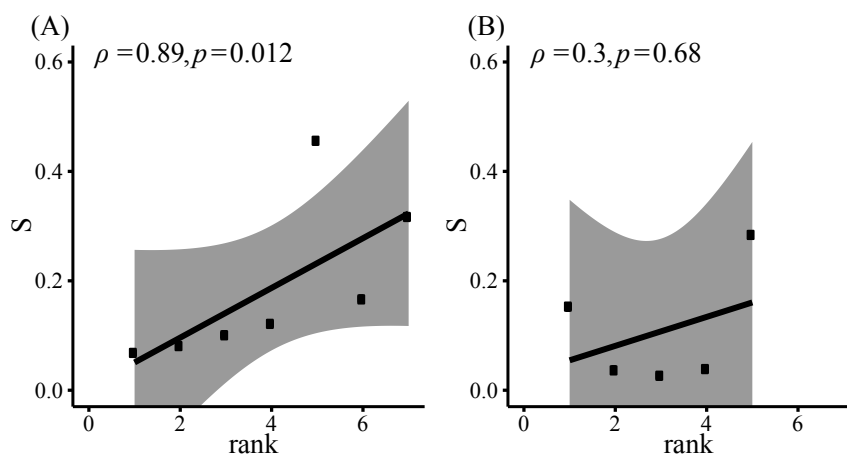 (A)
ρ = 0.89, p = 0.012
0.6
0.4
0.2
0.0
S
0 2 4 6
rank
(B)
ρ = 0.3, p = 0.68
0.6
0.4
0.2
0.0
S
0 2 4 6
rank